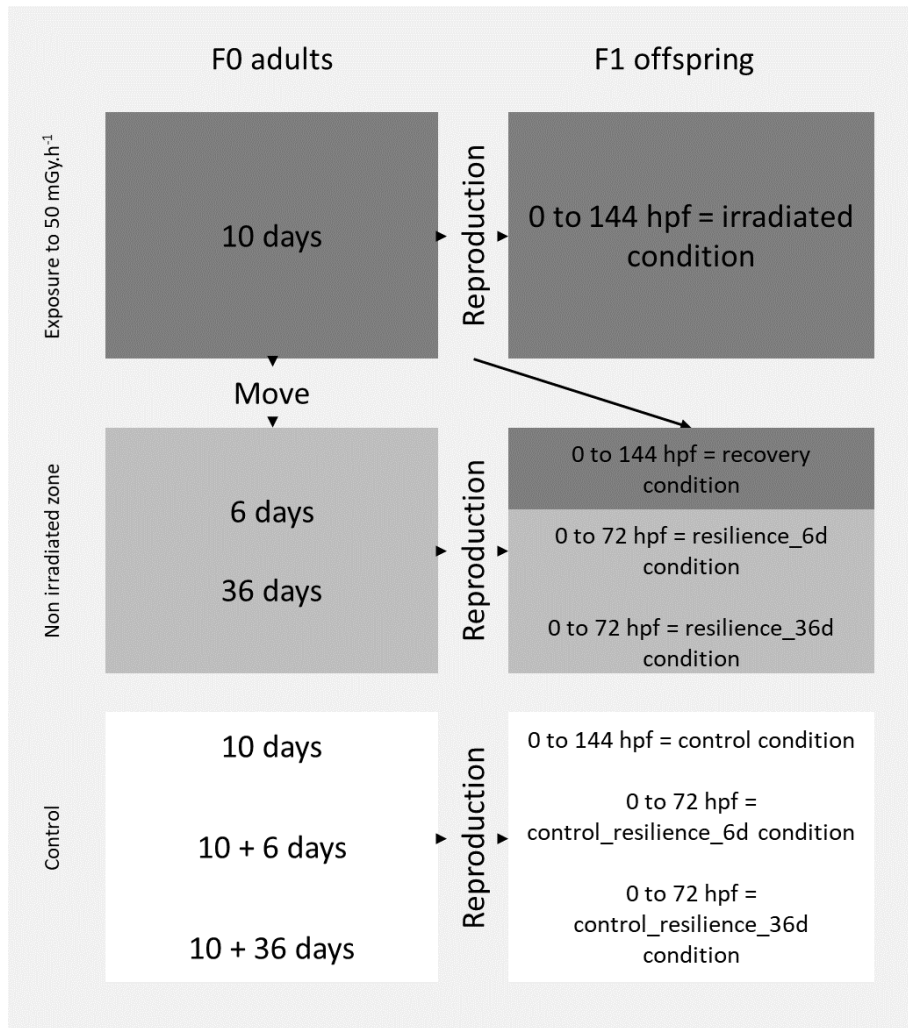 F0 adults
F1 offspring
Exposure to 50 mGy.h⁻¹
10 days
Reproduction
0 to 144 hpf = irradiated
condition
Move
Non irradiated zone
6 days
36 days
Reproduction
0 to 144 hpf = recovery
condition
0 to 72 hpf = resilience_6d
condition
0 to 72 hpf = resilience_36d
condition
Control
10 days
10 + 6 days
10 + 36 days
Reproduction
0 to 144 hpf = control condition
0 to 72 hpf =
control_resilience_6d condition
0 to 72 hpf =
control_resilience_36d
condition